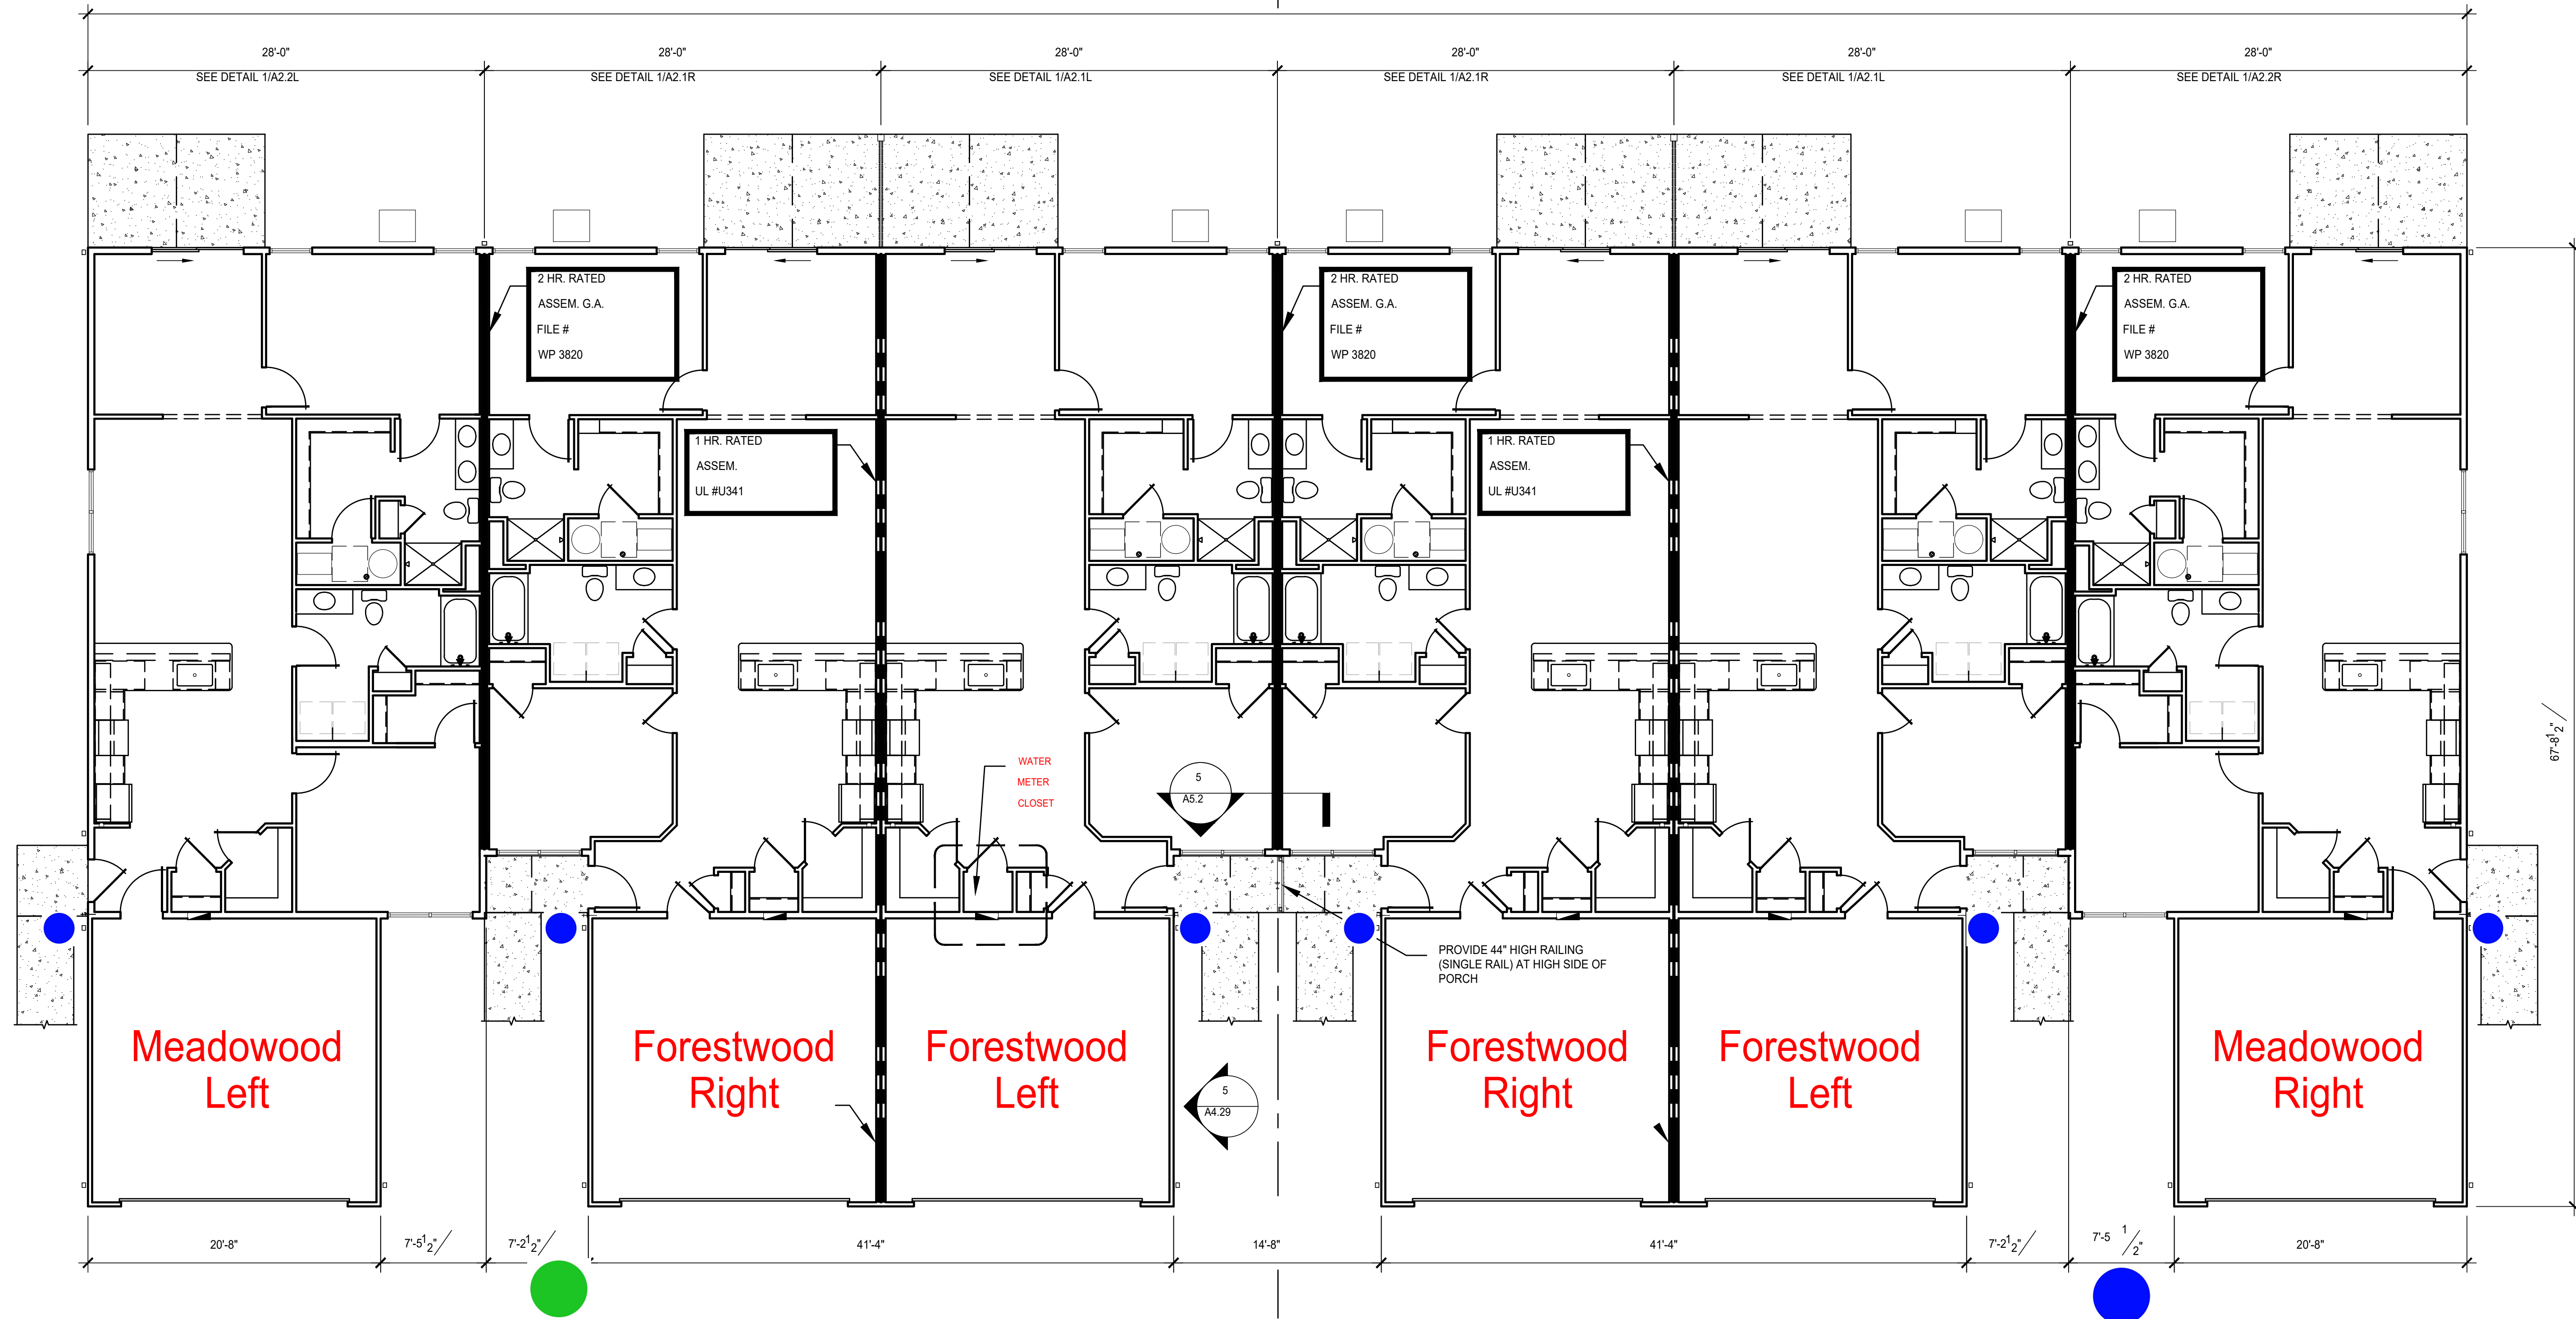 28'-0" 28'-0" 28'-0" 28'-0" 28'-0" 28'-0"
SEE DETAIL 1/A2.2L SEE DETAIL 1/A2.1R SEE DETAIL 1/A2.1L SEE DETAIL 1/A2.1R SEE DETAIL 1/A2.1L SEE DETAIL 1/A2.2R
2 HR. RATED
ASSEM. G.A.
FILE #
WP 3820
2 HR. RATED
ASSEM. G.A.
FILE #
WP 3820
2 HR. RATED
ASSEM. G.A.
FILE #
WP 3820
1 HR. RATED
ASSEM.
UL #U341
1 HR. RATED
ASSEM.
UL #U341
WATER
METER
CLOSET
5
A5.2
67'-8 1/2"
PROVIDE 44" HIGH RAILING
(SINGLE RAIL) AT HIGH SIDE OF
PORCH
Meadowood
Left
Forestwood
Right
Forestwood
Left
Forestwood
Right
Forestwood
Left
Meadowood
Right
5
A4.29
20'-8" 7'-5 1/2" 7'-2 1/2" 41'-4" 14'-8" 41'-4" 7'-2 1/2" 7'-5 1/2" 20'-8"